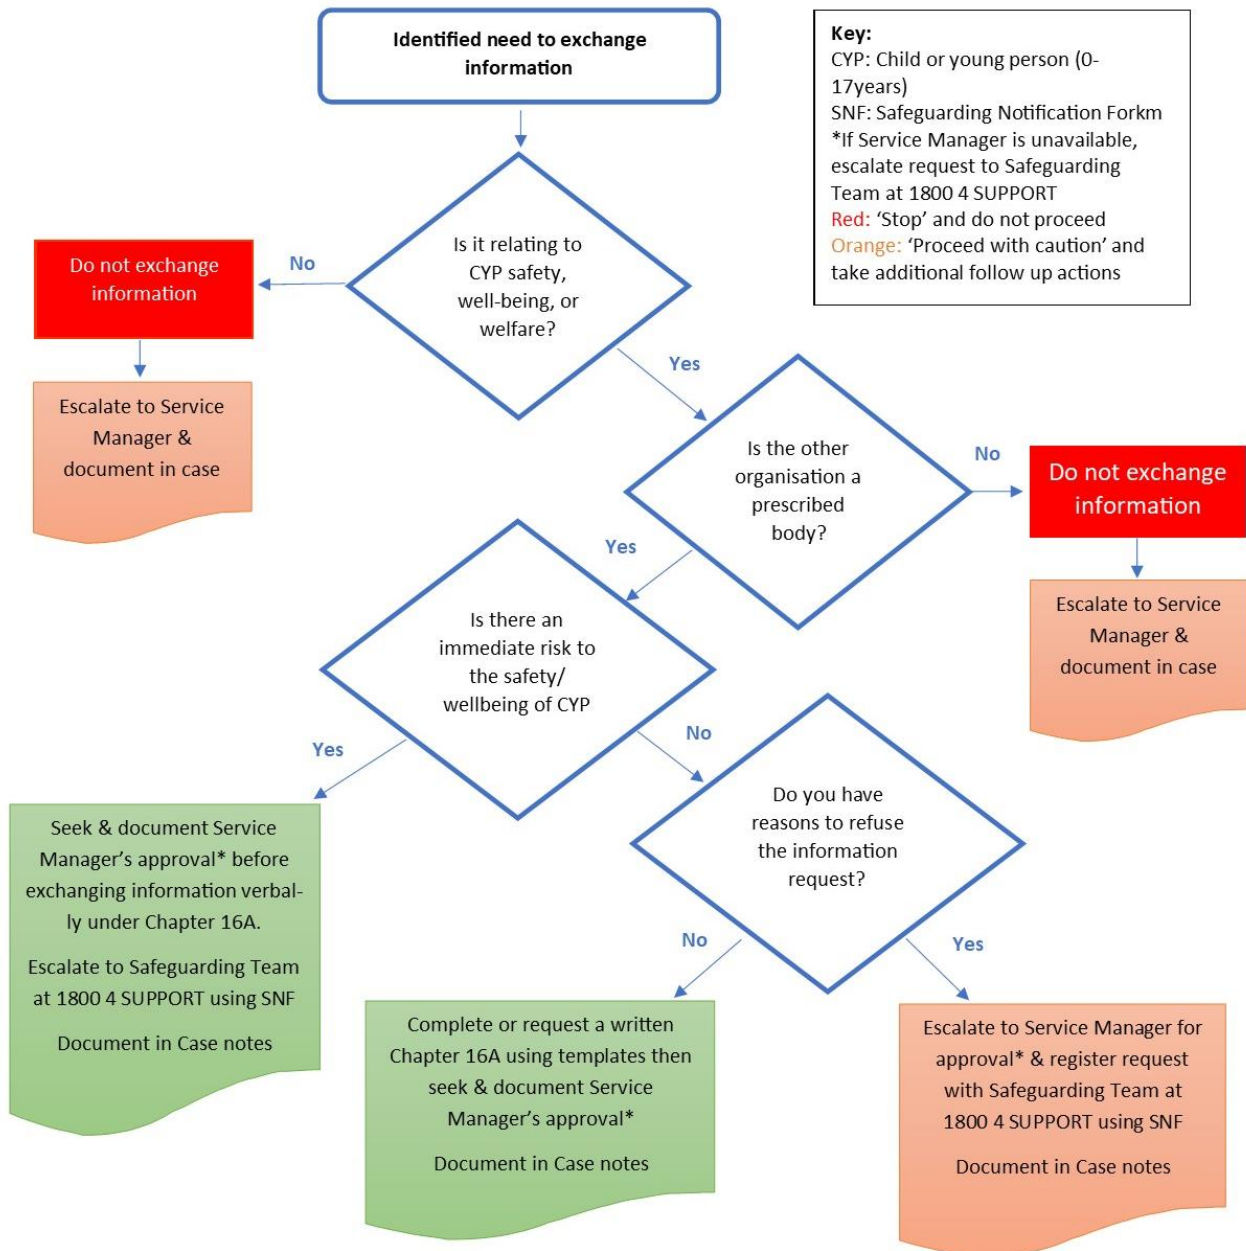 Identified need to exchange
information
Key:
CYP: Child or young person (0-
17years)
SNF: Safeguarding Notification Forkm
*If Service Manager is unavailable,
escalate request to Safeguarding
Team at 1800 4 SUPPORT
Red: ‘Stop’ and do not proceed
Orange: ‘Proceed with caution’ and
take additional follow up actions
Is it relating to
CYP safety,
well-being, or
welfare?
No
Do not exchange
information
Escalate to Service
Manager &
document in case
Yes
Is the other
organisation a
prescribed
body?
No
Do not exchange
information
Escalate to Service
Manager &
document in case
Yes
Is there an
immediate risk to
the safety/
wellbeing of CYP
Yes
Seek & document Service
Manager’s approval* before
exchanging information verbal-
ly under Chapter 16A.
Escalate to Safeguarding Team
at 1800 4 SUPPORT using SNF
Document in Case notes
No
Do you have
reasons to refuse
the information
request?
No
Complete or request a written
Chapter 16A using templates then
seek & document Service
Manager’s approval*
Document in Case notes
Yes
Escalate to Service Manager for
approval* & register request
with Safeguarding Team at
1800 4 SUPPORT using SNF
Document in Case notes